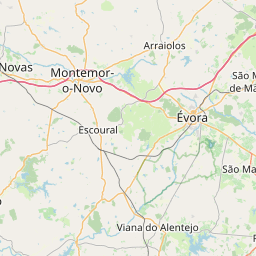 Arraiolos
Novas
Montemor-
o-Novo
São M
de M
Évora
Escoural
São Ma
Viana do Alentejo